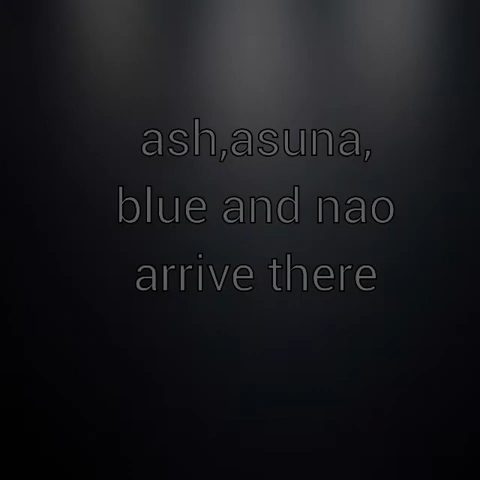 ash,asuna,
blue and nao
arrive there